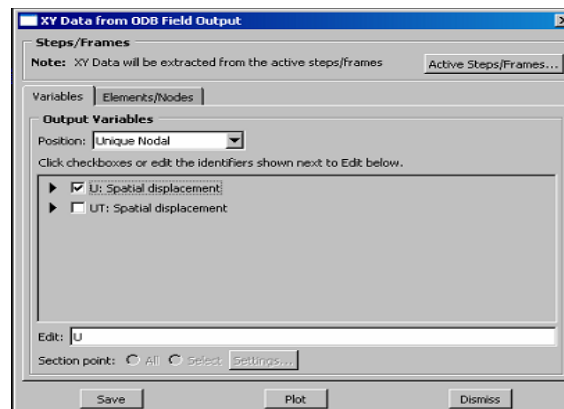 XY Data from ODB Field Output
Steps/Frames
Note: XY Data will be extracted from the active steps/frames
Active Steps/Frames...
Variables
Elements/Nodes
Output Variables
Position: Unique Nodal
Click checkboxes or edit the identifiers shown next to Edit below.
U: Spatial displacement
UT: Spatial displacement
Edit: U
Section point: All Select Settings...
Save Plot Dismiss